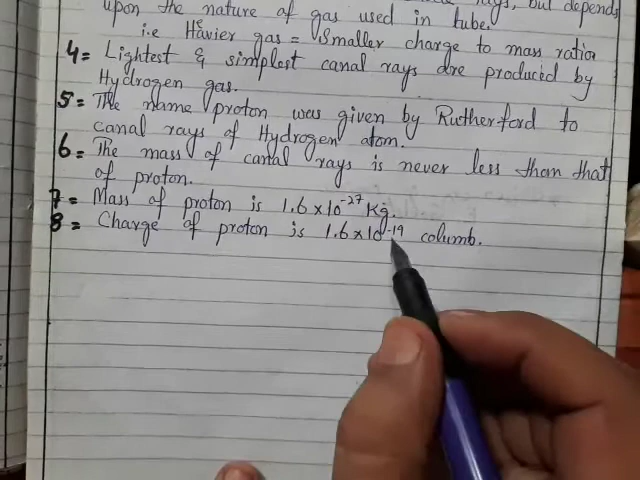 rays, but depends
upon the nature of gas used in tube.
i.e Havier gas = Smaller charge to mass ratio
4= Lightest & simplest canal rays are produced by
Hydrogen gas.
5= The name proton was given by Rutherford to
canal rays of Hydrogen atom.
6= The mass of canal rays is never less than that
of proton.
7= Mass of proton is 1.6×10⁻²⁷ Kg.
8= Charge of proton is 1.6×10⁻¹⁹ columb.